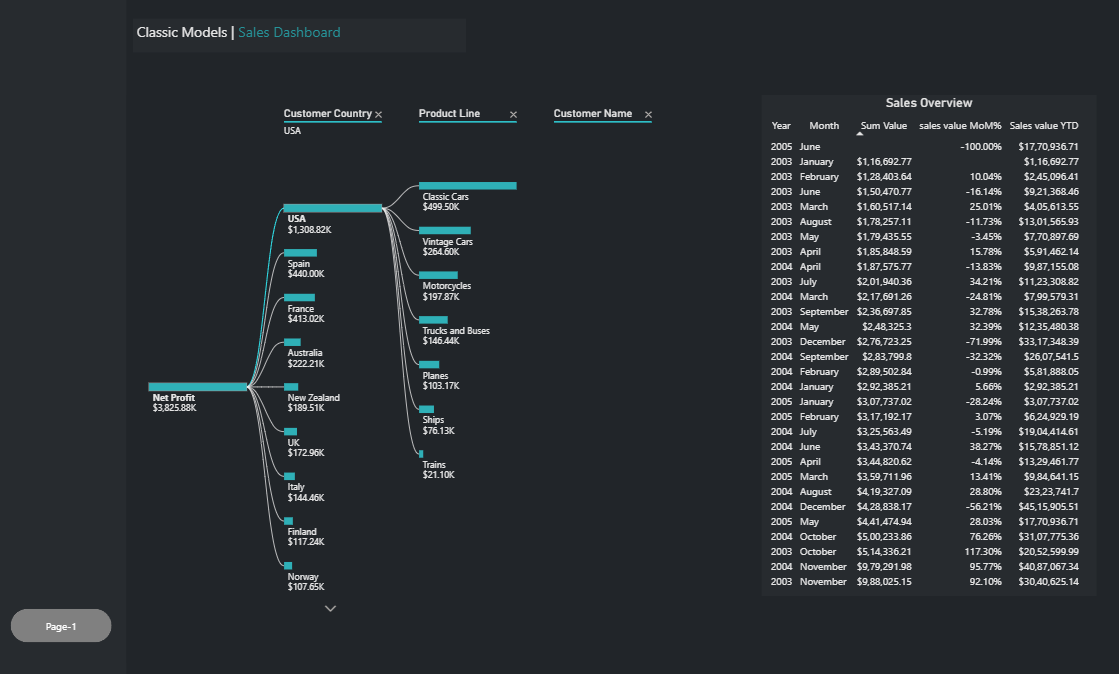 Classic Models | Sales Dashboard
Customer Country ×
USA
Product Line ×
Customer Name ×
Net Profit
$3,825.88K
USA
$1,308.82K
Spain
$440.00K
France
$413.02K
Australia
$222.21K
New Zealand
$189.51K
UK
$172.96K
Italy
$144.46K
Finland
$117.24K
Norway
$107.65K
Classic Cars
$499.50K
Vintage Cars
$264.60K
Motorcycles
$197.87K
Trucks and Buses
$146.44K
Planes
$103.17K
Ships
$76.13K
Trains
$21.10K
Sales Overview
Year Month Sum Value sales value MoM% Sales value YTD
2005 June -100.00% $17,70,936.71
2003 January $1,16,692.77 $1,16,692.77
2003 February $1,28,403.64 10.04% $2,45,096.41
2003 June $1,50,470.77 -16.14% $9,21,368.46
2003 March $1,60,517.14 25.01% $4,05,613.55
2003 August $1,78,257.11 -11.73% $13,01,565.93
2003 May $1,79,435.55 -3.45% $7,70,897.69
2003 April $1,85,848.59 15.78% $5,91,462.14
2004 April $1,87,575.77 -13.83% $9,87,155.08
2003 July $2,01,940.36 34.21% $11,23,308.82
2004 March $2,17,691.26 -24.81% $7,99,579.31
2003 September $2,36,697.85 32.78% $15,38,263.78
2004 May $2,48,325.3 32.39% $12,35,480.38
2003 December $2,76,723.25 -71.99% $33,17,348.39
2004 September $2,83,799.8 -32.32% $26,07,541.5
2004 February $2,89,502.84 -0.99% $5,81,888.05
2004 January $2,92,385.21 5.66% $2,92,385.21
2005 January $3,07,737.02 -28.24% $3,07,737.02
2005 February $3,17,192.17 3.07% $6,24,929.19
2004 July $3,25,563.49 -5.19% $19,04,414.61
2004 June $3,43,370.74 38.27% $15,78,851.12
2005 April $3,44,820.62 -4.14% $13,29,461.77
2005 March $3,59,711.96 13.41% $9,84,641.15
2004 August $4,19,327.09 28.80% $23,23,741.7
2004 December $4,28,838.17 -56.21% $45,15,905.51
2005 May $4,41,474.94 28.03% $17,70,936.71
2004 October $5,00,233.86 76.26% $31,07,775.36
2003 October $5,14,336.21 117.30% $20,52,599.99
2004 November $9,79,291.98 95.77% $40,87,067.34
2003 November $9,88,025.15 92.10% $30,40,625.14
Page-1